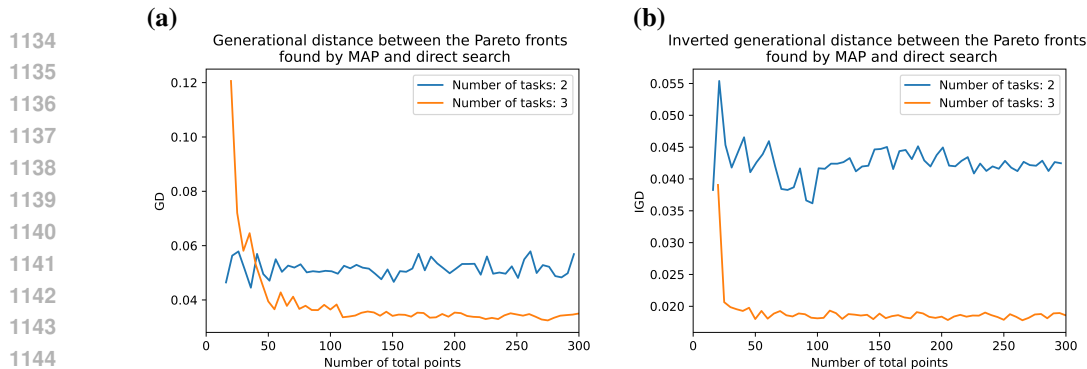 (a)
Generational distance between the Pareto fronts
found by MAP and direct search
0.12
0.10
0.08
0.06
0.04
GD
0
50
100
150
200
250
300
Number of total points
Number of tasks: 2
Number of tasks: 3
(b)
Inverted generational distance between the Pareto fronts
found by MAP and direct search
0.055
0.050
0.045
0.040
0.035
0.030
0.025
0.020
IGD
0
50
100
150
200
250
300
Number of total points
Number of tasks: 2
Number of tasks: 3
1134
1135
1136
1137
1138
1139
1140
1141
1142
1143
1144